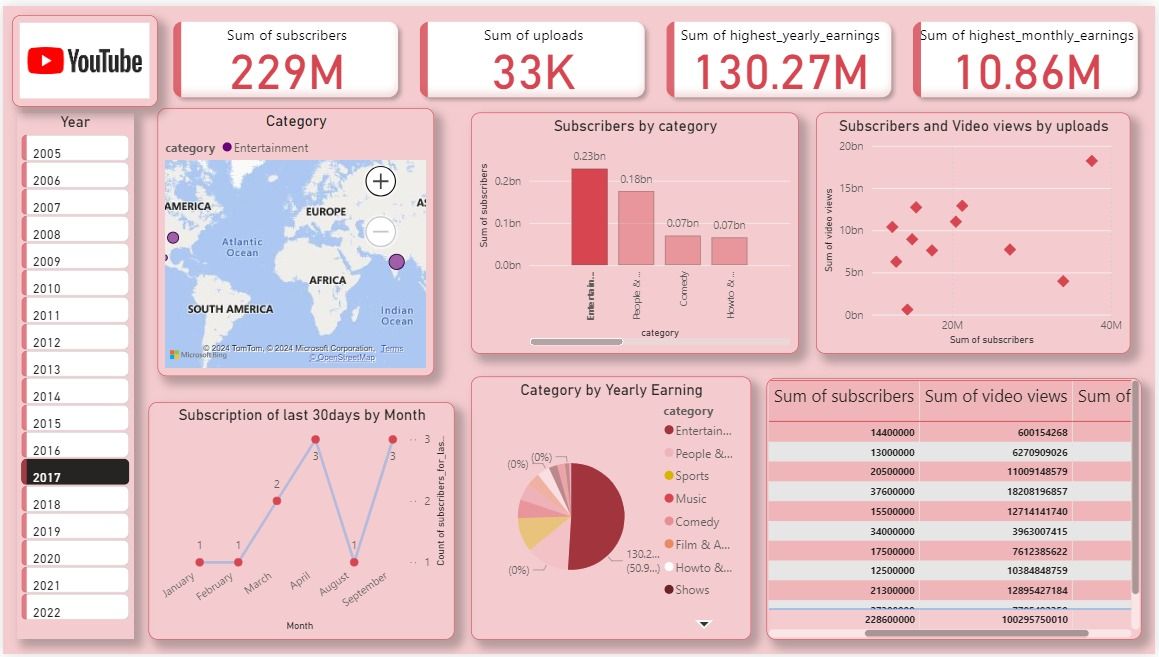 YouTube
Sum of subscribers
229M
Sum of uploads
33K
Sum of highest_yearly_earnings
130.27M
Sum of highest_monthly_earnings
10.86M
Year
2005
2006
2007
2008
2009
2010
2011
2012
2013
2014
2015
2016
2017
2018
2019
2020
2021
2022
Category
category Entertainment
AMERICA
EUROPE
AS
Atlantic
Ocean
AFRICA
SOUTH AMERICA
Indian
Ocean
Microsoft Bing
© 2024 TomTom, © 2024 Microsoft Corporation, Terms
© OpenStreetMap
Subscribers by category
Sum of subscribers
0.2bn
0.1bn
0.0bn
0.23bn
0.18bn
0.07bn
0.07bn
Entertain...
People & ...
Comedy
Howto & ...
category
Subscribers and Video views by uploads
Sum of video views
20bn
15bn
10bn
5bn
0bn
20M
40M
Sum of subscribers
Subscription of last 30days by Month
1
1
2
3
1
3
3
2
1
Count of subscribers_for_las...
January
February
March
April
August
September
Month
Category by Yearly Earning
category
Entertain...
People &...
Sports
Music
Comedy
Film & A...
Howto &...
Shows
(0%)
(0%)
(0%)
130.2...
(50.9...)
Sum of subscribers Sum of video views Sum of
14400000 600154268
13000000 6270909026
20500000 11009148579
37600000 18208196857
15500000 12714141740
34000000 3963007415
17500000 7612385622
12500000 10384848759
21300000 12895427184
228600000 100295750010